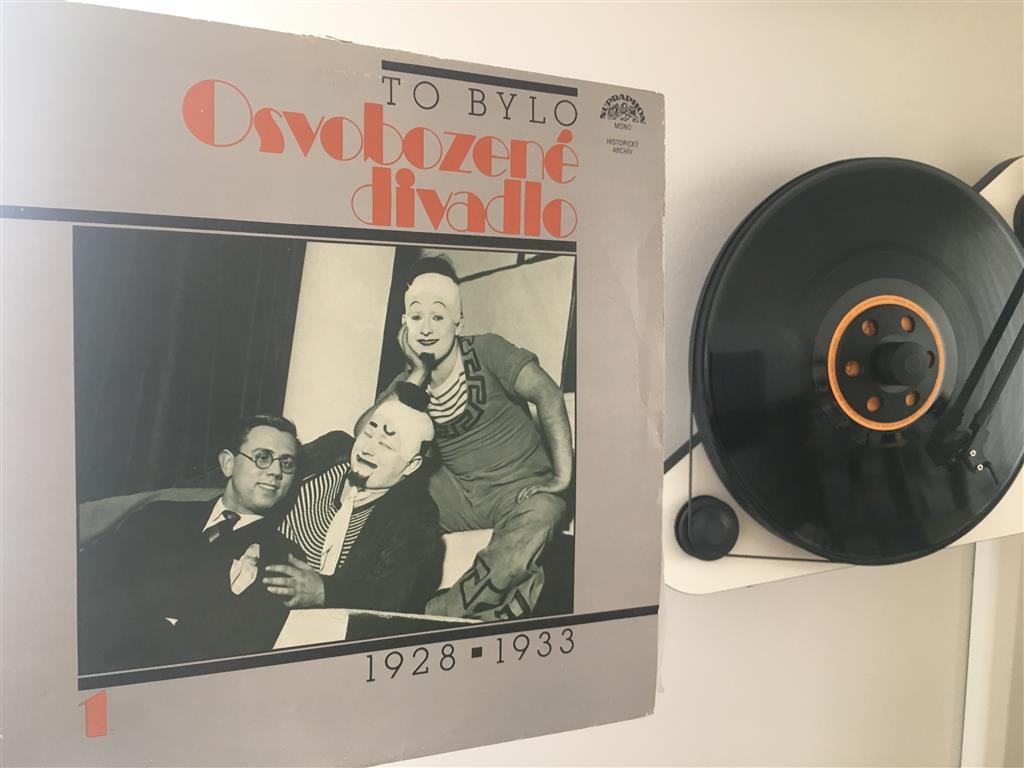 TO BYLO
Osvobozené
divadlo
SUPRAPHON
MONO
HISTORICKÝ
ARCHIV
1928 ▪ 1933
1